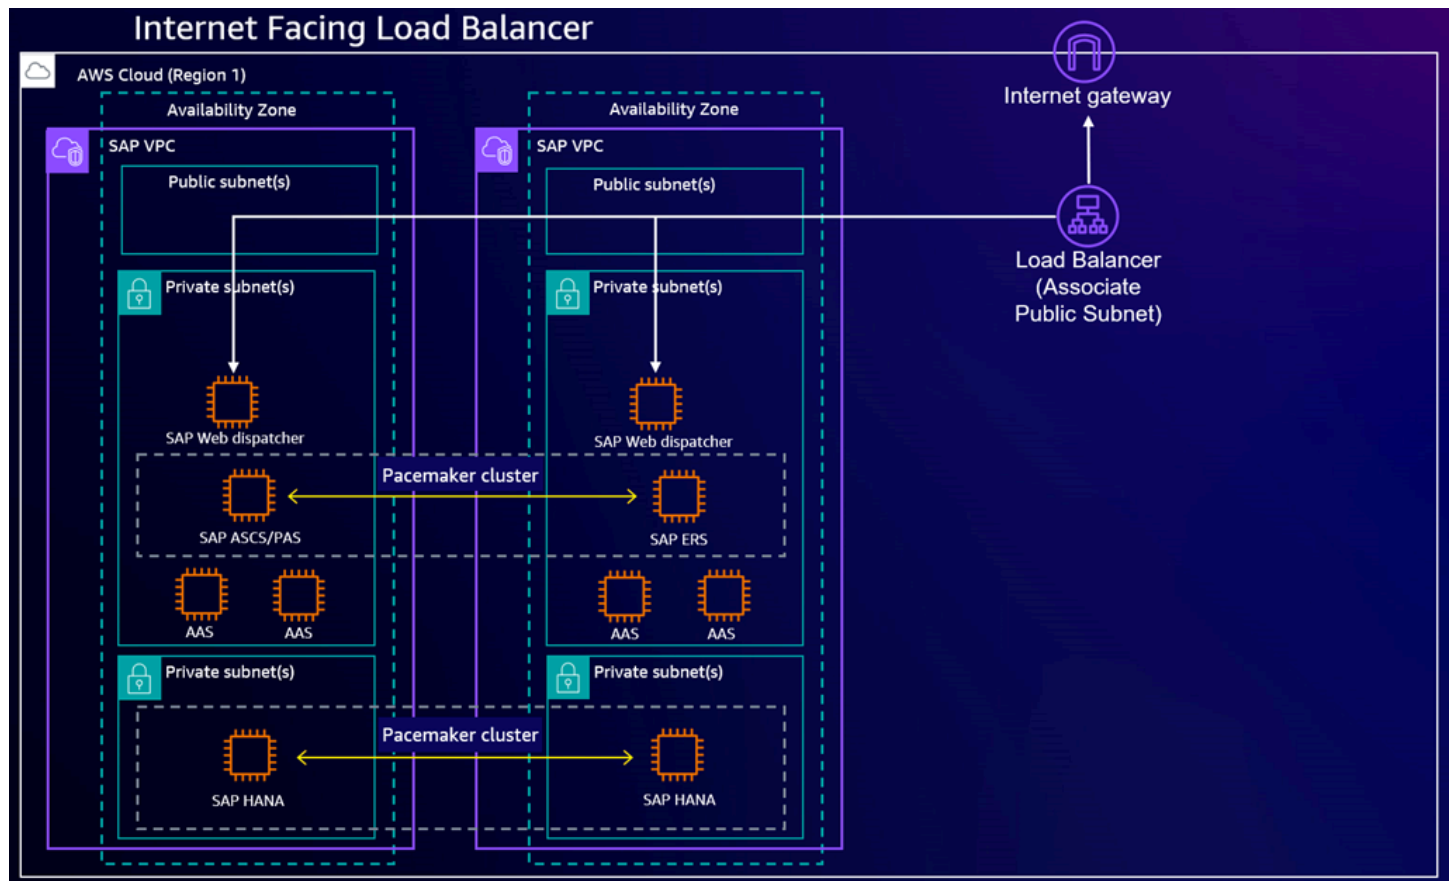 Internet Facing Load Balancer
AWS Cloud (Region 1)
Internet gateway
Availability Zone
Availability Zone
SAP VPC
SAP VPC
Public subnet(s)
Public subnet(s)
Load Balancer
(Associate
Public Subnet)
Private subnet(s)
Private subnet(s)
SAP Web dispatcher
SAP Web dispatcher
Pacemaker cluster
SAP ASCS/PAS
SAP ERS
AAS
AAS
AAS
AAS
Private subnet(s)
Private subnet(s)
Pacemaker cluster
SAP HANA
SAP HANA